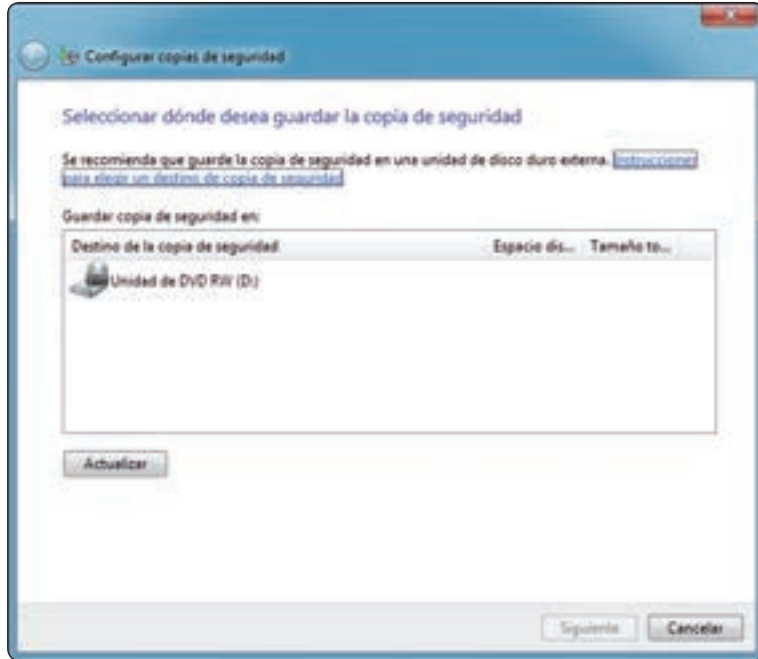 Configurar copias de seguridad
Seleccionar dónde desea guardar la copia de seguridad
Se recomienda que guarde la copia de seguridad en una unidad de disco duro externa. Instrucciones
para elegir un destino de copia de seguridad
Guardar copia de seguridad en:
Destino de la copia de seguridad Espacio dis... Tamaño to...
Unidad de DVD RW (D:)
Actualizar
Siguiente Cancelar